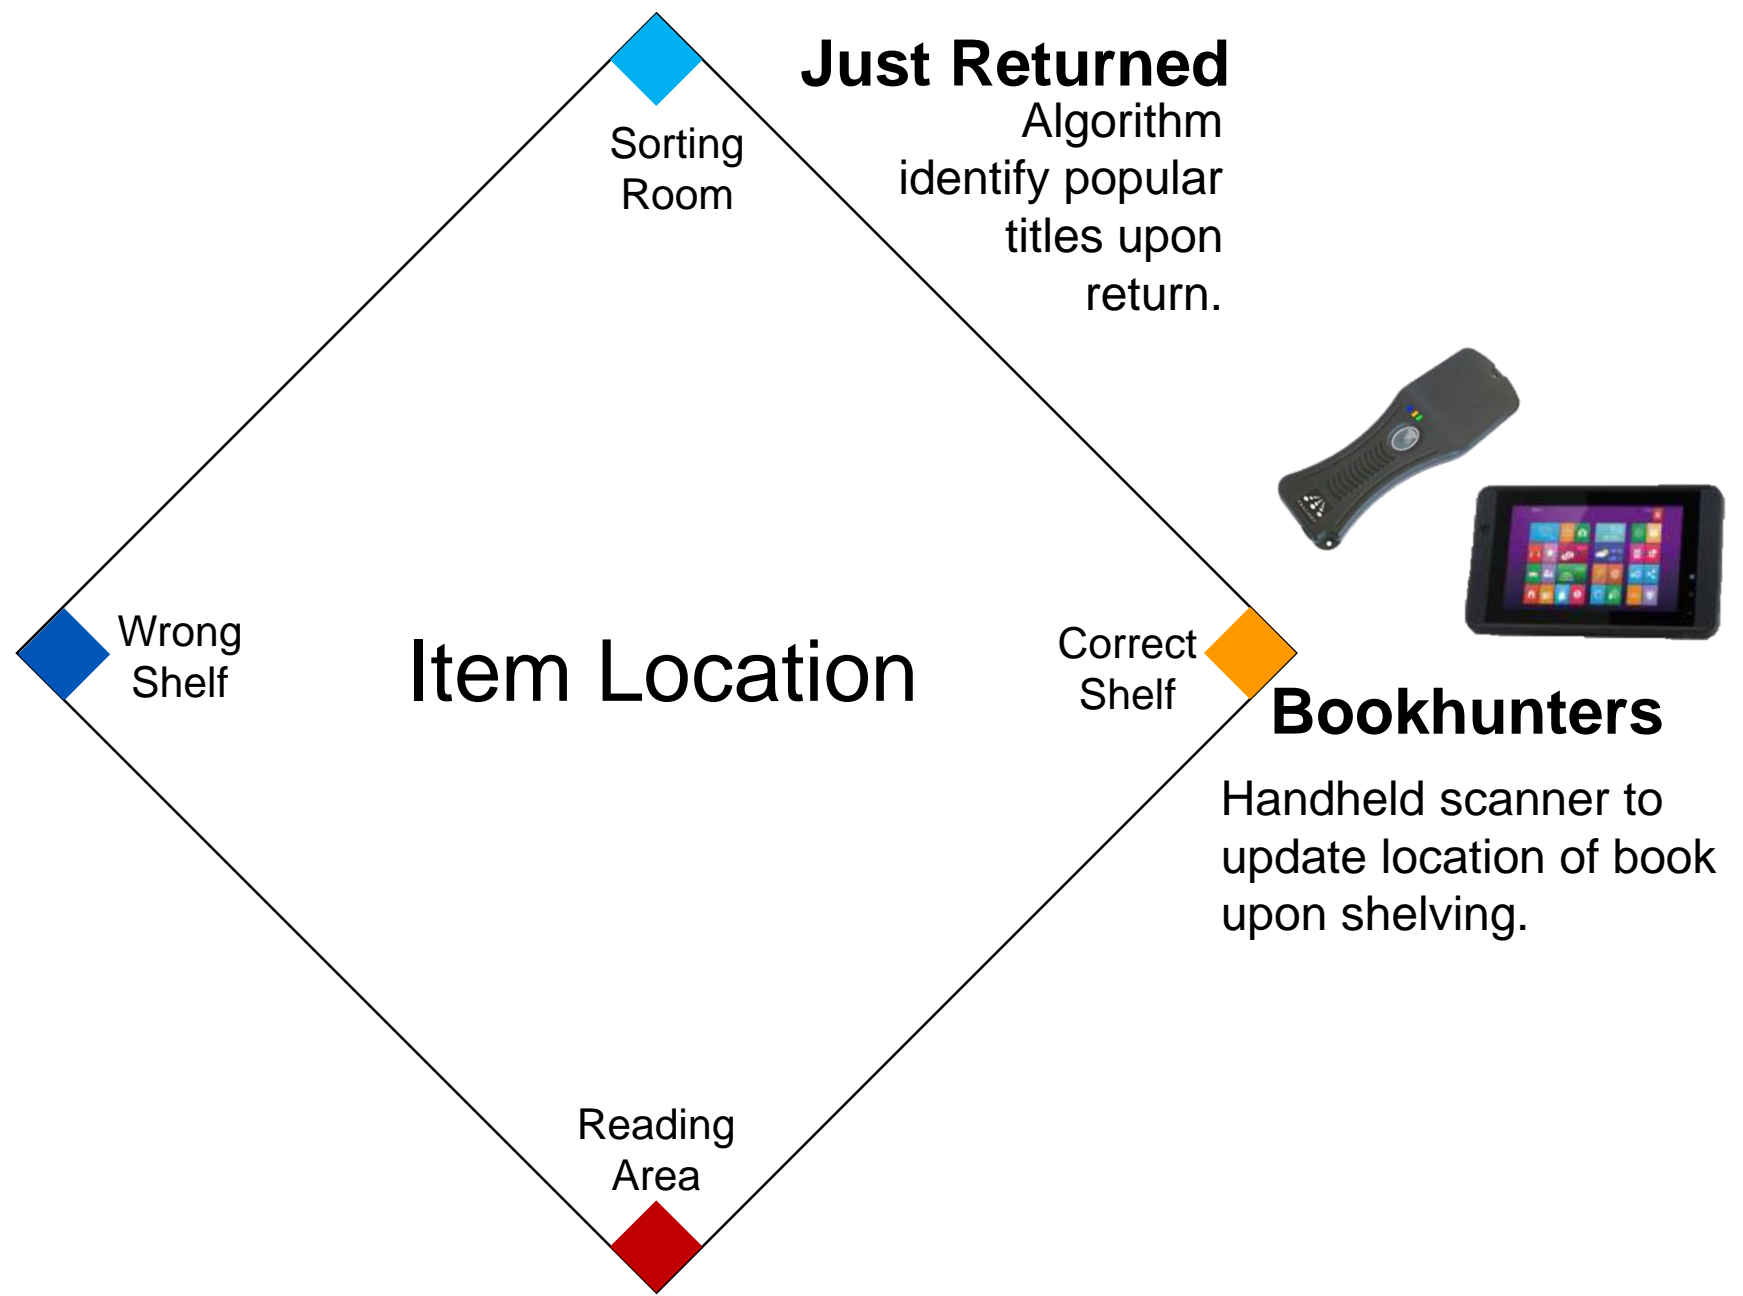 Just Returned
Algorithm
identify popular
titles upon
return.
Sorting
Room
Wrong
Shelf
Item Location
Correct
Shelf
Bookhunters
Handheld scanner to
update location of book
upon shelving.
Reading
Area